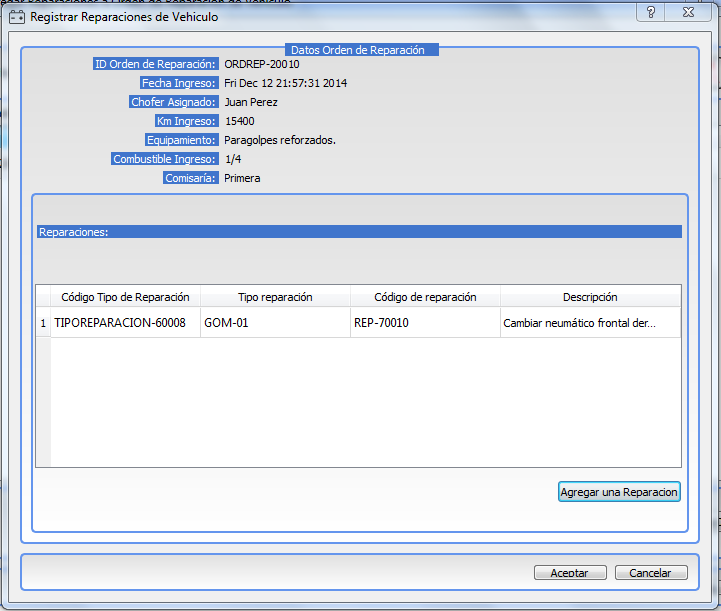 Registrar Reparaciones de Vehiculo
Datos Orden de Reparación
ID Orden de Reparación: ORDREP-20010
Fecha Ingreso: Fri Dec 12 21:57:31 2014
Chofer Asignado: Juan Perez
Km Ingreso: 15400
Equipamiento: Paragolpes reforzados.
Combustible Ingreso: 1/4
Comisaría: Primera
Reparaciones:
Código Tipo de Reparación Tipo reparación Código de reparación Descripción
1 TIPOREPARACION-60008 GOM-01 REP-70010 Cambiar neumático frontal der...
Agregar una Reparacion
Aceptar Cancelar